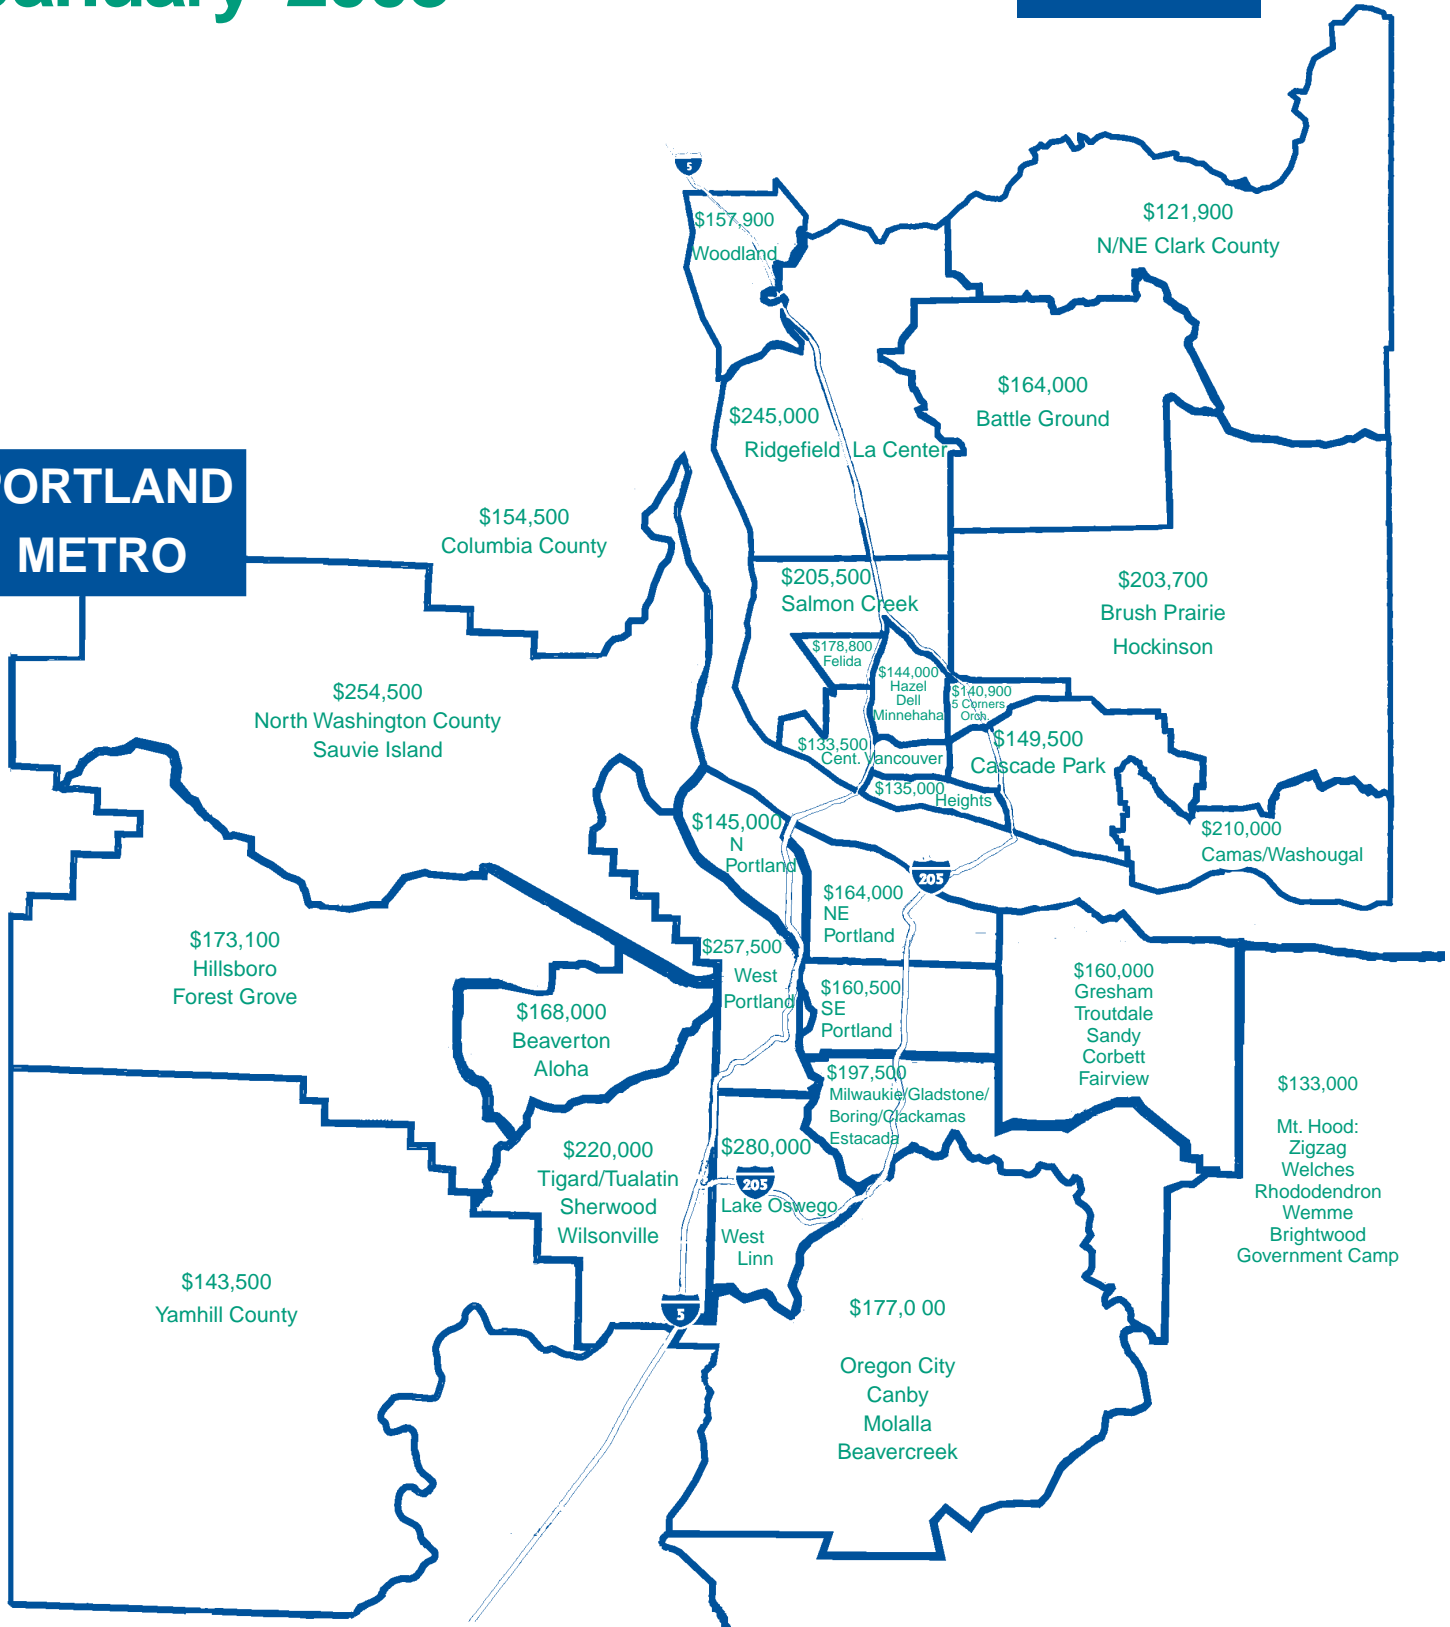 5
$157,900
Woodland
$121,900
N/NE Clark County
$164,000
Battle Ground
$245,000
Ridgefield La Center
PORTLAND
METRO
$154,500
Columbia County
$205,500
Salmon Creek
$203,700
Brush Prairie
Hockinson
$178,800
Felida
$144,000
Hazel
Dell
Minnehaha
$140,900
5 Corners
Orch.
$254,500
North Washington County
Sauvie Island
$133,500
Cent. Vancouver
$149,500
Cascade Park
$135,000
Heights
$145,000
N
Portland
$210,000
Camas/Washougal
205
$164,000
NE
Portland
$173,100
Hillsboro
Forest Grove
$257,500
West
Portland
$168,000
Beaverton
Aloha
$160,500
SE
Portland
$160,000
Gresham
Troutdale
Sandy
Corbett
Fairview
$197,500
Milwaukie/Gladstone/
Boring/Clackamas
Estacada
$133,000
Mt. Hood:
Zigzag
Welches
Rhododendron
Wemme
Brightwood
Government Camp
$220,000
Tigard/Tualatin
Sherwood
Wilsonville
$280,000
205
Lake Oswego
West
Linn
$143,500
Yamhill County
5
$177,0 00
Oregon City
Canby
Molalla
Beavercreek